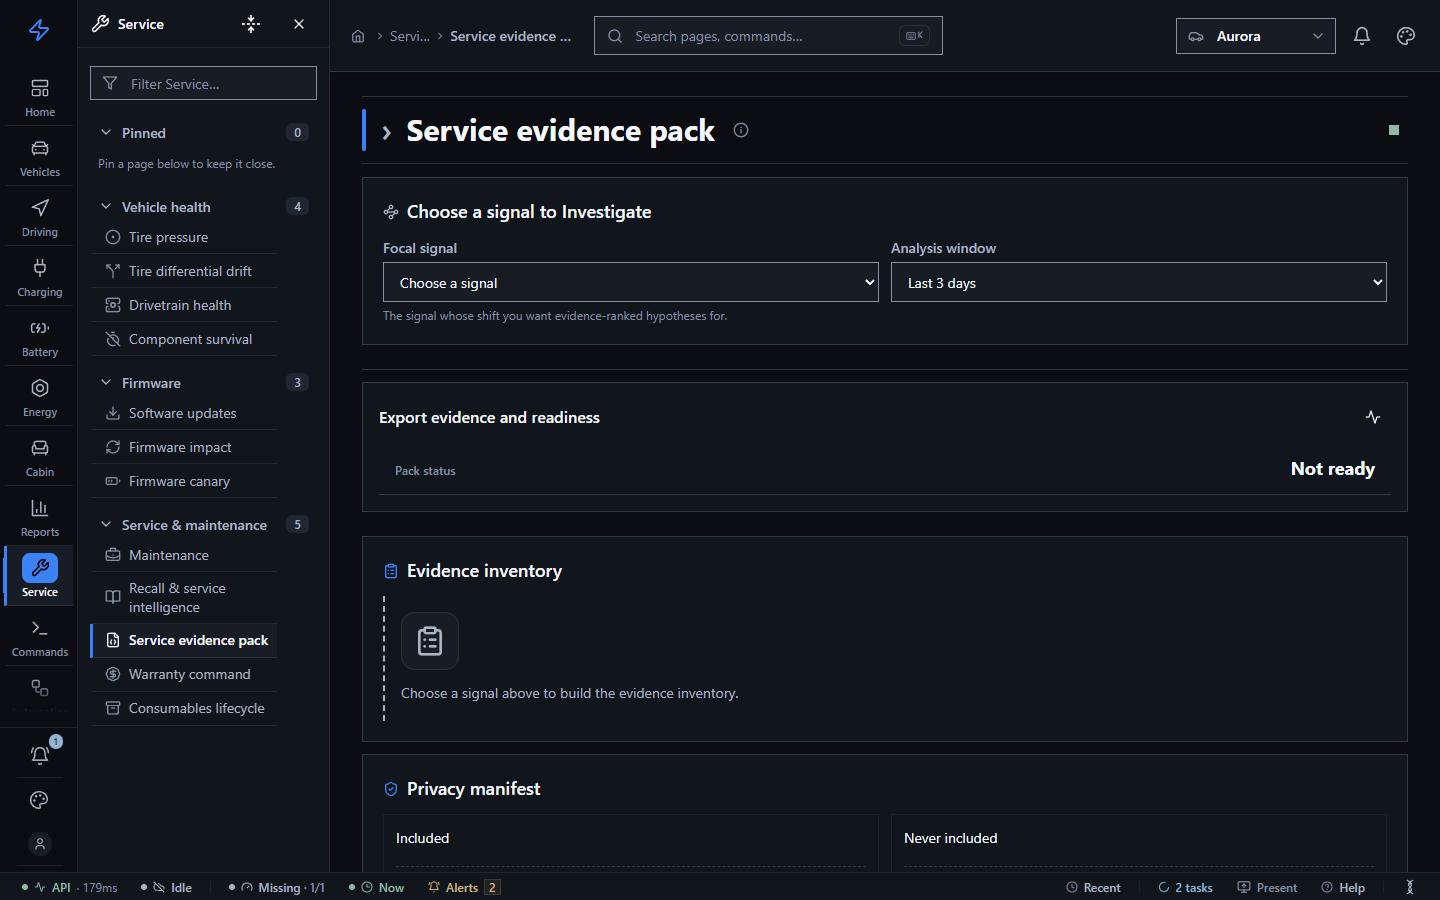 Home
Vehicles
Driving
Charging
Battery
Energy
Cabin
Reports
Service
Commands
1
Service
Filter Service...
Pinned 0
Pin a page below to keep it close.
Vehicle health 4
Tire pressure
Tire differential drift
Drivetrain health
Component survival
Firmware 3
Software updates
Firmware impact
Firmware canary
Service & maintenance 5
Maintenance
Recall & service
intelligence
Service evidence pack
Warranty command
Consumables lifecycle
Servi... Service evidence ...
Search pages, commands... K
Aurora
Service evidence pack
Choose a signal to Investigate
Focal signal
Choose a signal
The signal whose shift you want evidence-ranked hypotheses for.
Analysis window
Last 3 days
Export evidence and readiness
Pack status Not ready
Evidence inventory
Choose a signal above to build the evidence inventory.
Privacy manifest
Included
Never included
API · 179ms Idle Missing · 1/1 Now Alerts 2 Recent 2 tasks Present Help